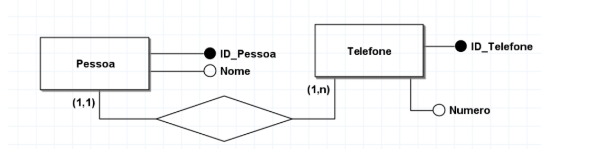 Pessoa
ID_Pessoa
Nome
(1,1)
Telefone
ID_Telefone
(1,n)
Numero